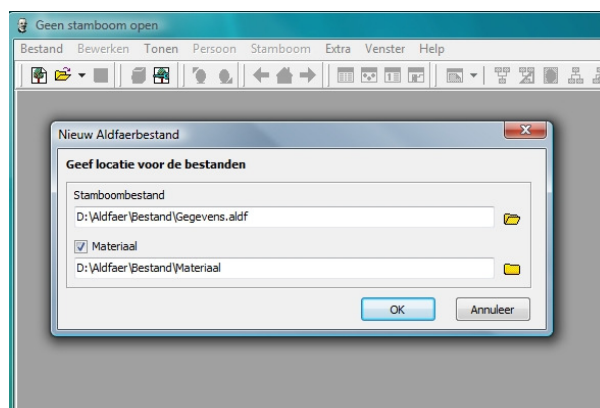 Geen stamboom open
Bestand Bewerken Tonen Persoon Stamboom Extra Venster Help
Nieuw Aldfaerbestand
Geef locatie voor de bestanden
Stamboombestand
D:\Aldfaer\Bestand\Gegevens.aldf
Materiaal
D:\Aldfaer\Bestand\Materiaal
OK Annuleer